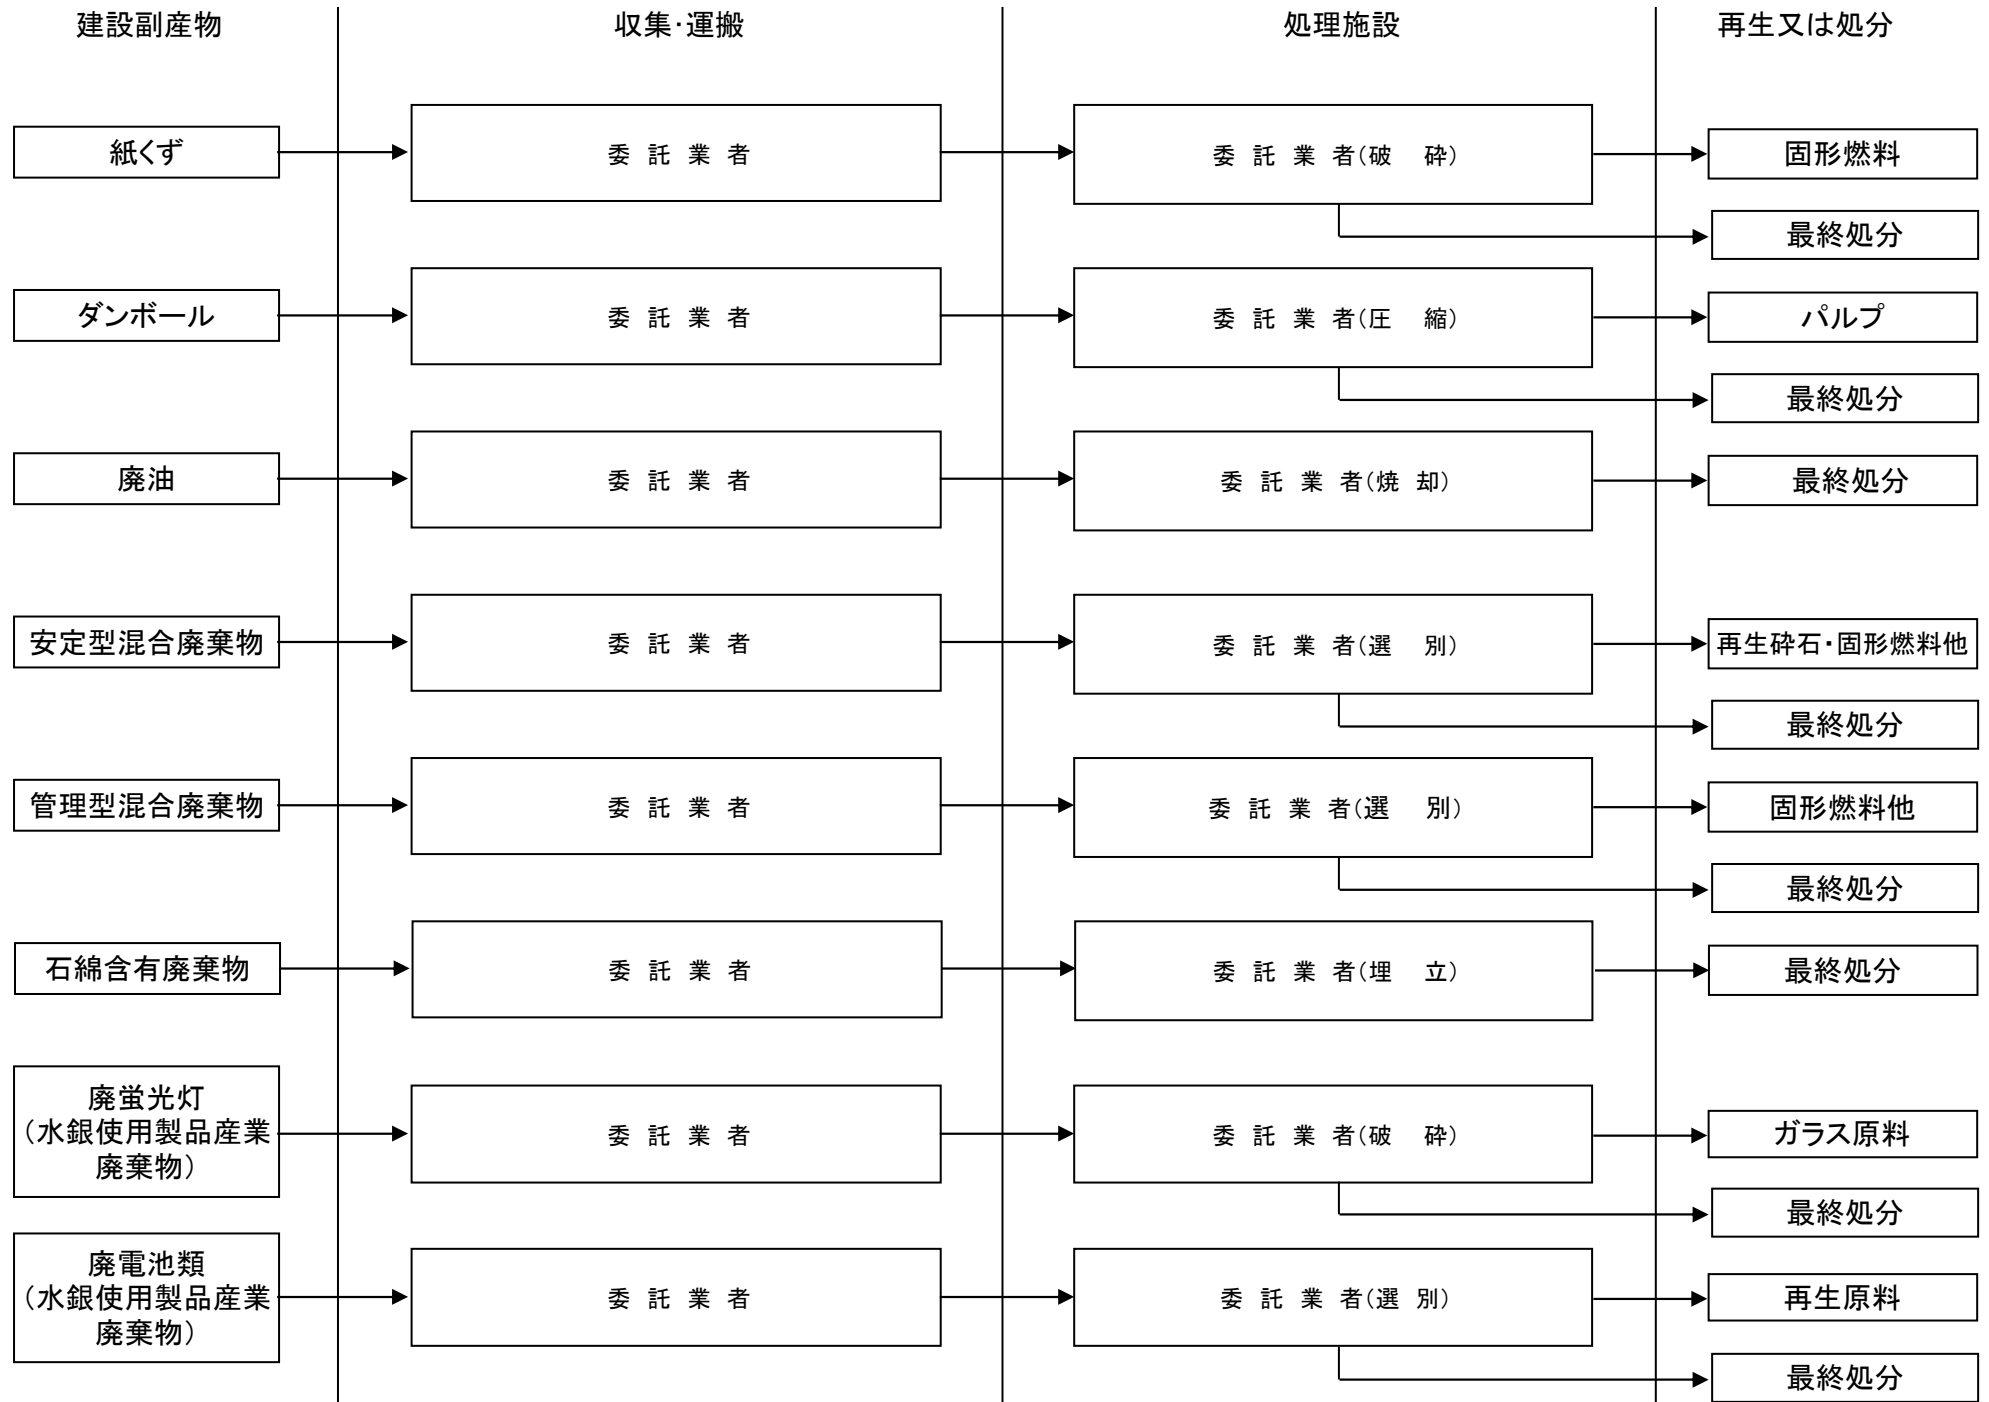 建設副産物
収集・運搬
処理施設
再生又は処分
紙くず
委 託 業 者
委 託 業 者(破 砕)
固形燃料
最終処分
ダンボール
委 託 業 者
委 託 業 者(圧 縮)
パルプ
最終処分
廃油
委 託 業 者
委 託 業 者(焼 却)
最終処分
安定型混合廃棄物
委 託 業 者
委 託 業 者(選 別)
再生砕石・固形燃料他
最終処分
管理型混合廃棄物
委 託 業 者
委 託 業 者(選 別)
固形燃料他
最終処分
石綿含有廃棄物
委 託 業 者
委 託 業 者(埋 立)
最終処分
廃蛍光灯
(水銀使用製品産業
廃棄物)
委 託 業 者
委 託 業 者(破 砕)
ガラス原料
最終処分
廃電池類
(水銀使用製品産業
廃棄物)
委 託 業 者
委 託 業 者(選 別)
再生原料
最終処分